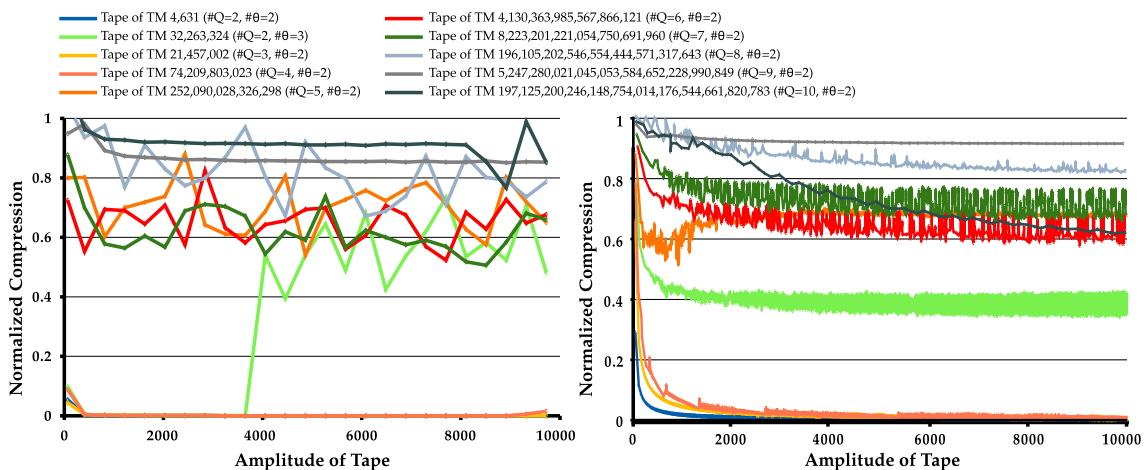 Tape of TM 4,631 (#Q=2, #θ=2)
Tape of TM 32,263,324 (#Q=2, #θ=3)
Tape of TM 21,457,002 (#Q=3, #θ=2)
Tape of TM 74,209,803,023 (#Q=4, #θ=2)
Tape of TM 252,090,028,326,298 (#Q=5, #θ=2)
Tape of TM 4,130,363,985,567,866,121 (#Q=6, #θ=2)
Tape of TM 8,223,201,221,054,750,691,960 (#Q=7, #θ=2)
Tape of TM 196,105,202,546,554,444,571,317,643 (#Q=8, #θ=2)
Tape of TM 5,247,280,021,045,053,584,652,228,990,849 (#Q=9, #θ=2)
Tape of TM 197,125,200,246,148,754,014,176,544,661,820,783 (#Q=10, #θ=2)
Normalized Compression
1
0.8
0.6
0.4
0.2
0
0 2000 4000 6000 8000 10000
Amplitude of Tape
Normalized Compression
1
0.8
0.6
0.4
0.2
0
0 2000 4000 6000 8000 10000
Amplitude of Tape